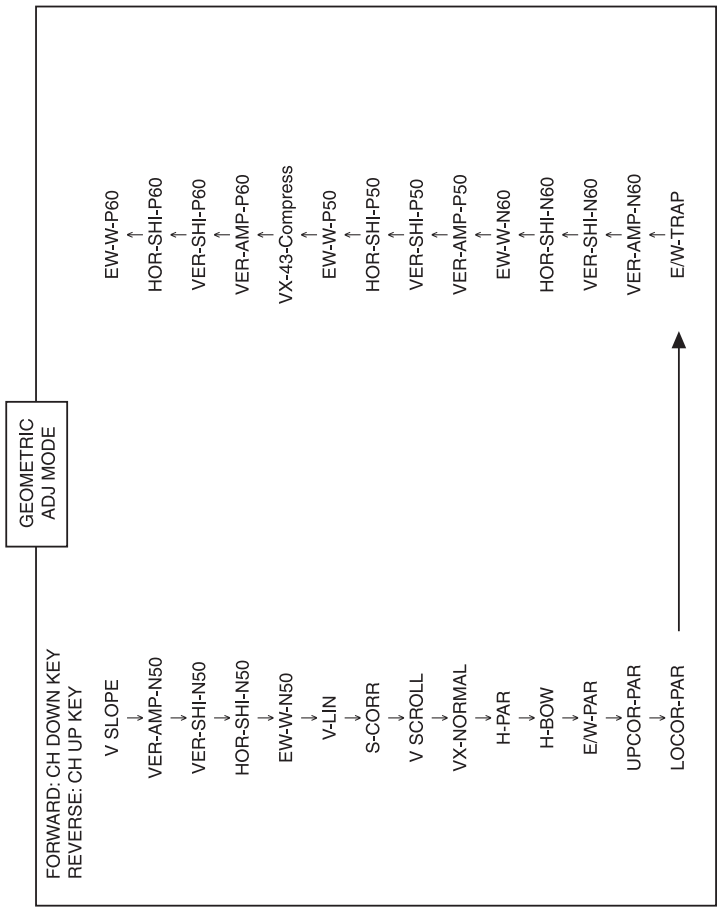 GEOMETRIC
ADJ MODE
FORWARD: CH DOWN KEY
REVERSE: CH UP KEY
V SLOPE
VER-AMP-N50
VER-SHI-N50
HOR-SHI-N50
EW-W-N50
V-LIN
S-CORR
V SCROLL
VX-NORMAL
H-PAR
H-BOW
E/W-PAR
UPCOR-PAR
LOCOR-PAR
EW-W-P60
HOR-SHI-P60
VER-SHI-P60
VER-AMP-P60
VX-43-Compress
EW-W-P50
HOR-SHI-P50
VER-SHI-P50
VER-AMP-P50
EW-W-N60
HOR-SHI-N60
VER-SHI-N60
VER-AMP-N60
E/W-TRAP